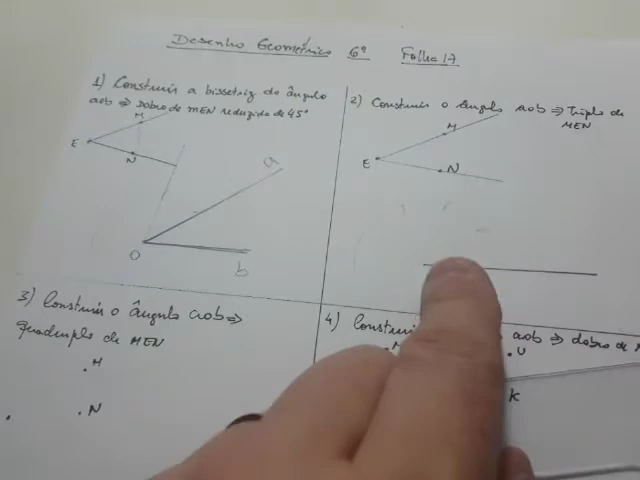 Desenho Geométrico 6º Folha 17
1) Construir a bissetriz do ângulo
aob ⇒ Dobro de MEN reduzido de 45°
M
E
N
a
O
b
2) Construir o ângulo aob ⇒ Triplo de
MEN
M
E
N
3) Construir o ângulo aob ⇒
Quadruplo de MEN
M
N
4) Construi aob ⇒ dobro de
M
U
K